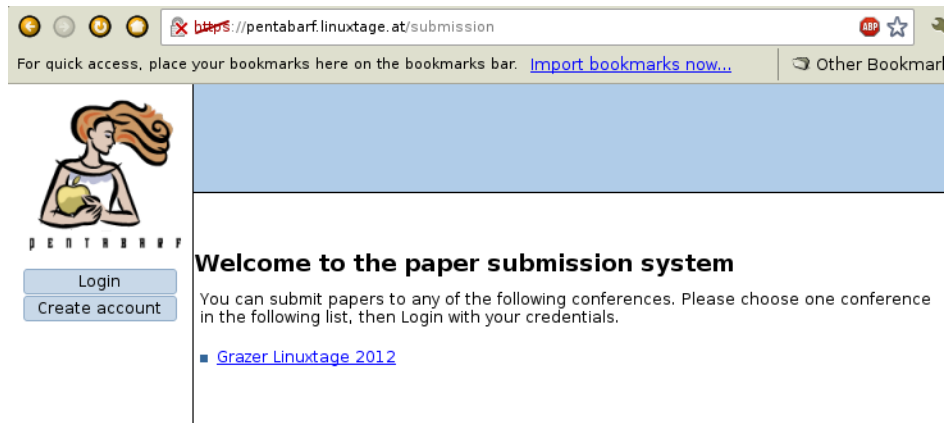 https://pentabarf.linuxtage.at/submission
ABP
For quick access, place your bookmarks here on the bookmarks bar. Import bookmarks now...
Other Bookmar
PENTABARF
Login
Create account
Welcome to the paper submission system
You can submit papers to any of the following conferences. Please choose one conference
in the following list, then Login with your credentials.
Grazer Linuxtage 2012